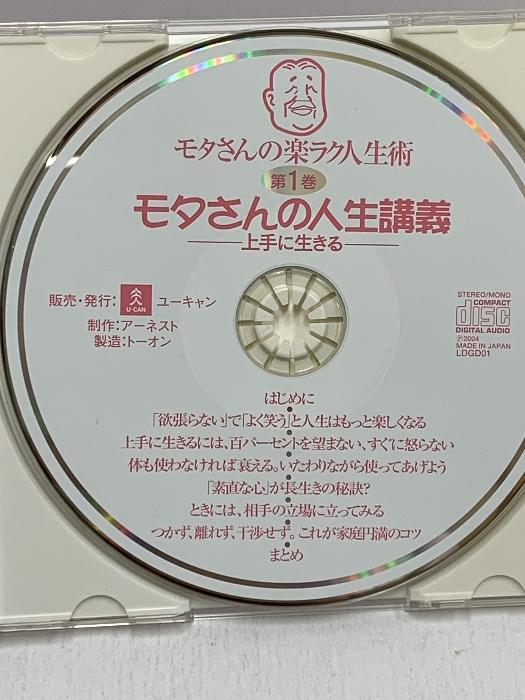 モタさんの楽ラク人生術
第1巻
モタさんの人生講義
上手に生きる
販売・発行: U-CAN ユーキャン
制作:アーネスト
製造:トーオン
STEREO/MONO
COMPACT
disc
DIGITAL AUDIO
Ⓟ2004
MADE IN JAPAN
LDGD01
はじめに
「欲張らない」で「よく笑う」と人生はもっと楽しくなる
上手に生きるには、百パーセントを望まない、すぐに怒らない
体も使わなければ衰える。いたわりながら使ってあげよう
「素直な心」が長生きの秘訣?
ときには、相手の立場に立ってみる
つかず、離れず、干渉せず。これが家庭円満のコツ
まとめ